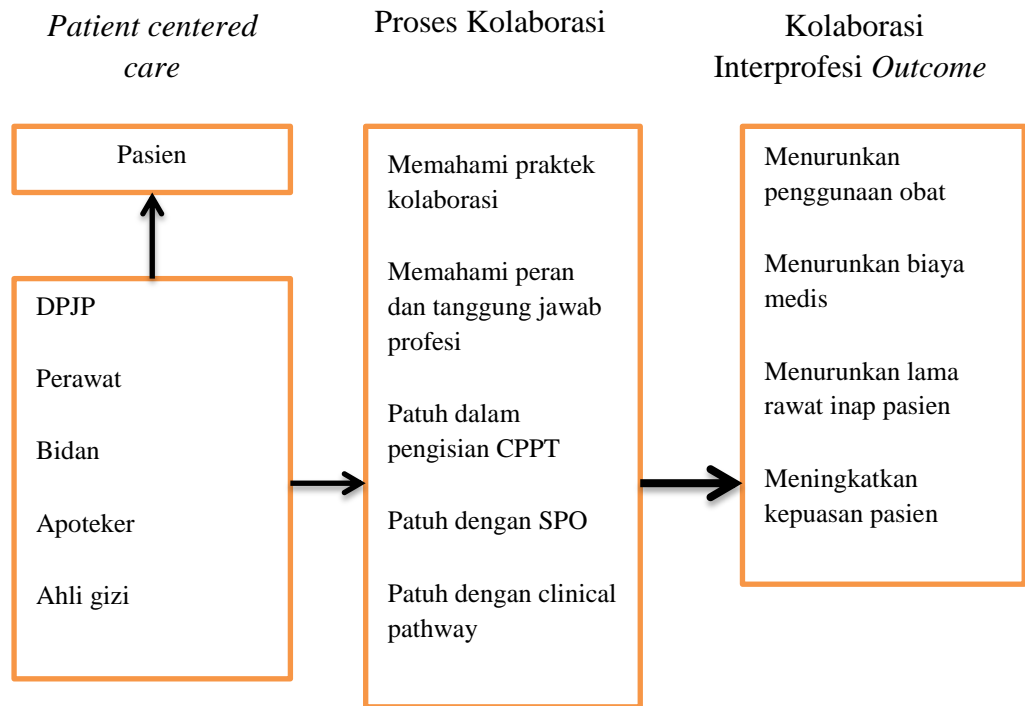 Patient centered
care
Pasien
DPJP
Perawat
Bidan
Apoteker
Ahli gizi
Proses Kolaborasi
Memahami praktek
kolaborasi
Memahami peran
dan tanggung jawab
profesi
Patuh dalam
pengisian CPPT
Patuh dengan SPO
Patuh dengan clinical
pathway
Kolaborasi
Interprofesi Outcome
Menurunkan
penggunaan obat
Menurunkan biaya
medis
Menurunkan lama
rawat inap pasien
Meningkatkan
kepuasan pasien